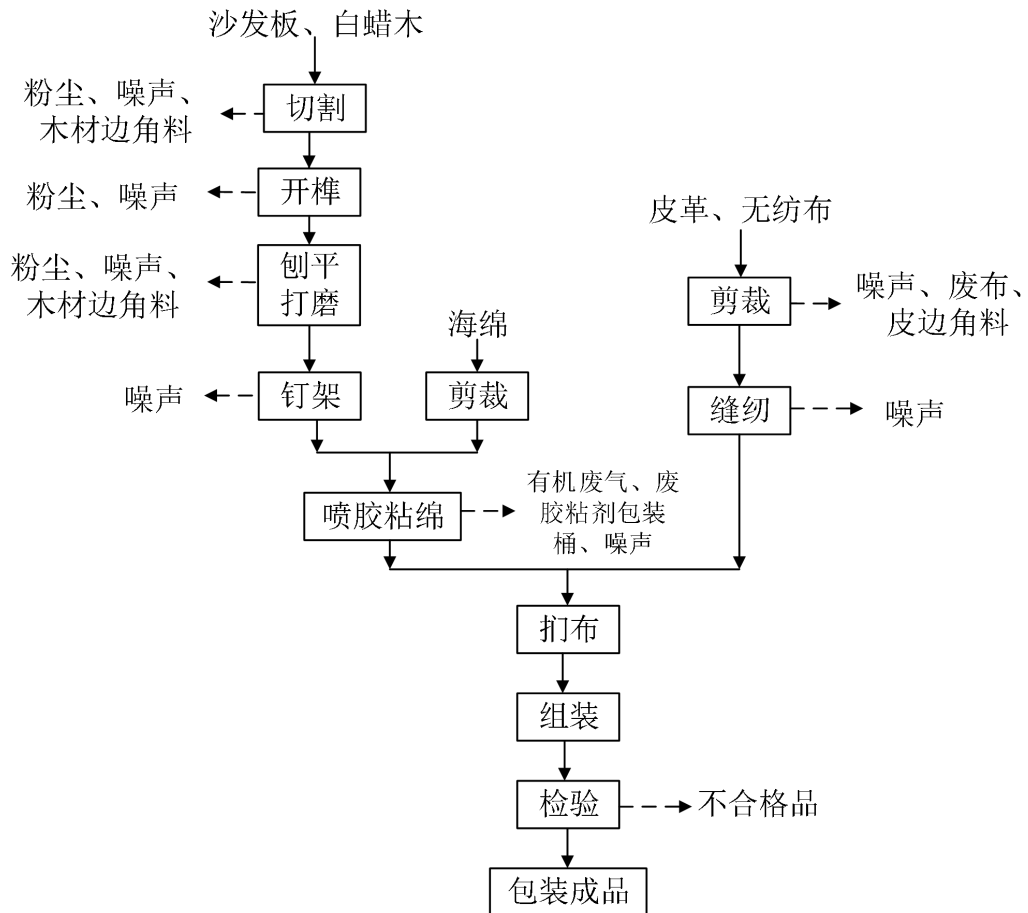 沙发板、白蜡木
粉尘、噪声、
木材边角料
切割
粉尘、噪声
开榫
皮革、无纺布
粉尘、噪声、
木材边角料
刨平
打磨
剪裁
噪声、废布、
皮边角料
海绵
噪声
钉架
剪裁
缝纫
噪声
喷胶粘绵
有机废气、废
胶粘剂包装
桶、噪声
扪布
组装
检验
不合格品
包装成品